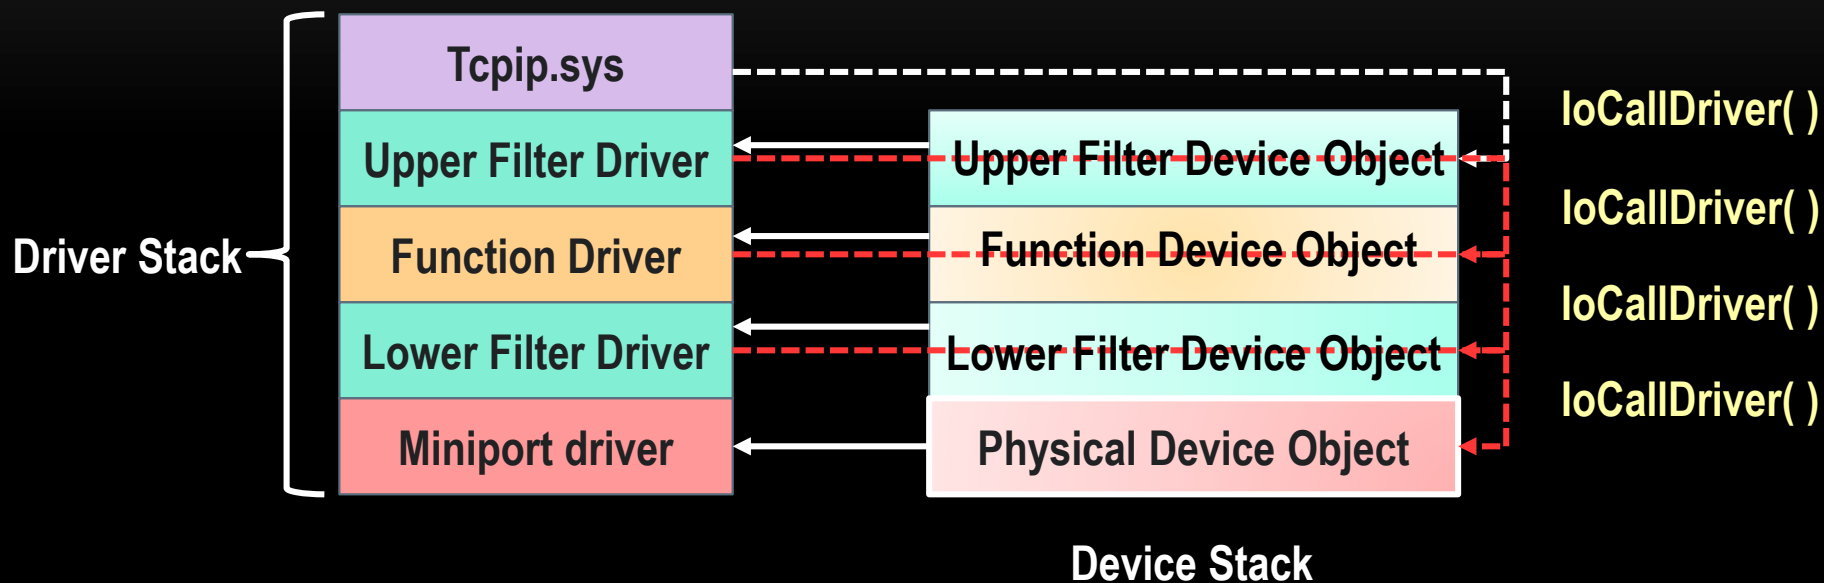 Tcpip.sys
IoCallDriver( )
Upper Filter Driver
Upper Filter Device Object
IoCallDriver( )
Driver Stack
Function Driver
Function Device Object
IoCallDriver( )
Lower Filter Driver
Lower Filter Device Object
IoCallDriver( )
Miniport driver
Physical Device Object
Device Stack